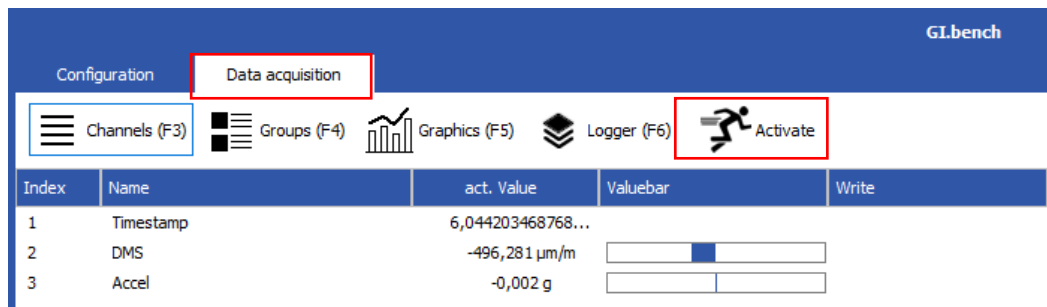 GI.bench
Configuration Data acquisition
Channels (F3) Groups (F4) Graphics (F5) Logger (F6) Activate
Index Name act. Value Valuebar Write
1 Timestamp 6,044203468768...
2 DMS -496,281 µm/m
3 Accel -0,002 g